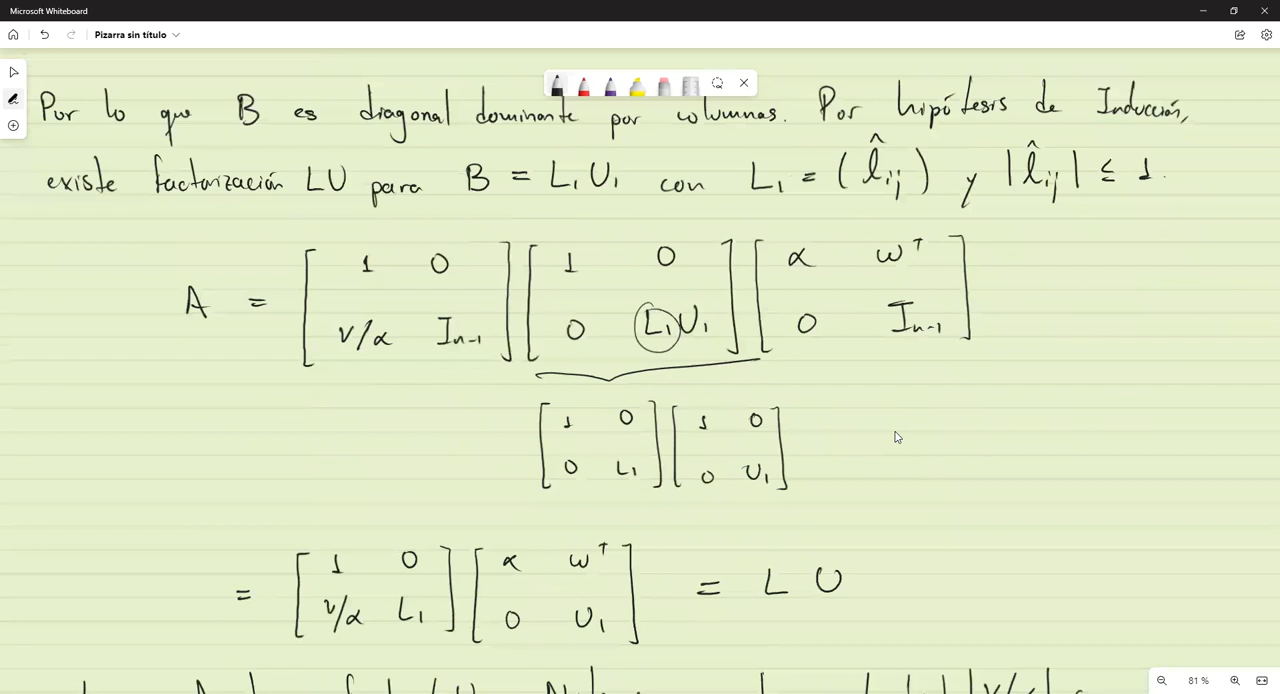 Microsoft Whiteboard
Pizarra sin título
Por lo que B es diagonal dominante por columnas. Por hipótesis de Inducción,
existe factorización LU para B = L₁U₁ con L₁ = (l̂ᵢⱼ) y |l̂ᵢⱼ| ≤ 1.
A = [1 0; v/α Iₙ₋₁] [1 0; 0 L₁U₁] [α wᵀ; 0 Iₙ₋₁]
[1 0; 0 L₁] [1 0; 0 U₁]
= [1 0; v/α L₁] [α wᵀ; 0 U₁] = L U
81 %